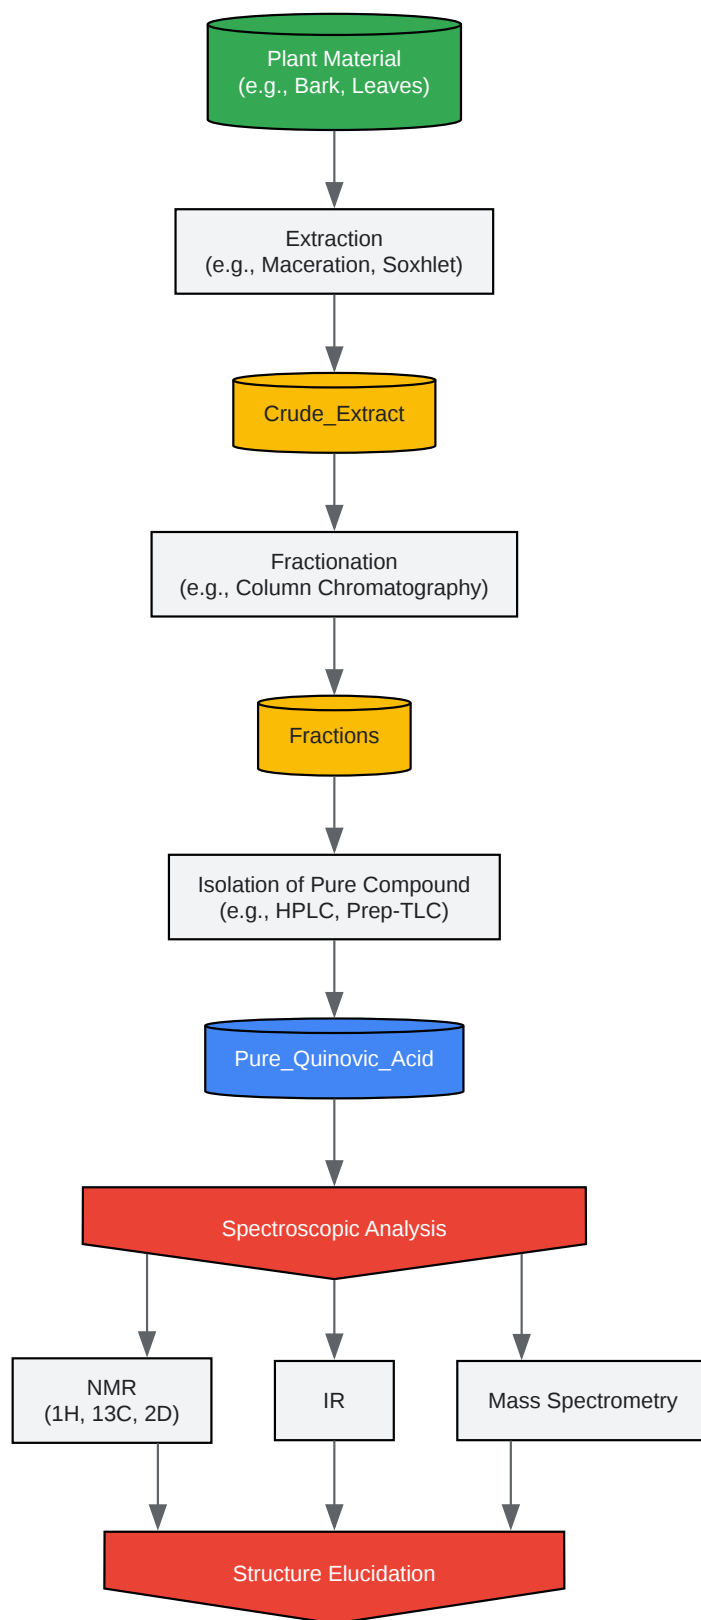 Plant Material
(e.g., Bark, Leaves)
Extraction
(e.g., Maceration, Soxhlet)
Crude_Extract
Fractionation
(e.g., Column Chromatography)
Fractions
Isolation of Pure Compound
(e.g., HPLC, Prep-TLC)
Pure_Quinovic_Acid
Spectroscopic Analysis
NMR
(1H, 13C, 2D)
IR
Mass Spectrometry
Structure Elucidation